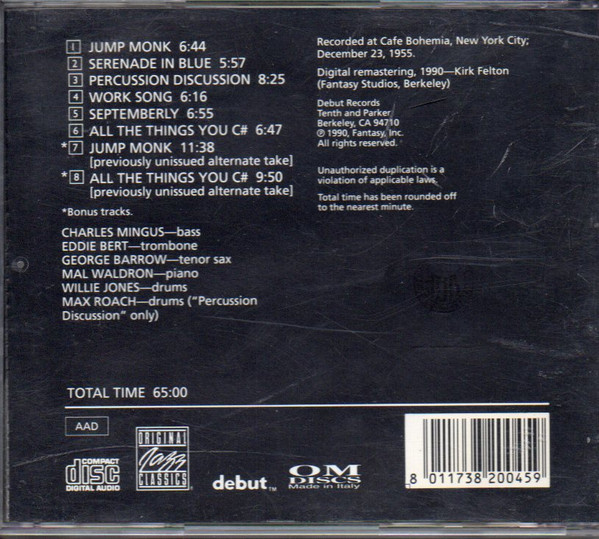 1 JUMP MONK 6:44
2 SERENADE IN BLUE 5:57
3 PERCUSSION DISCUSSION 8:25
4 WORK SONG 6:16
5 SEPTEMBERLY 6:55
6 ALL THE THINGS YOU C# 6:47
*7 JUMP MONK 11:38
[previously unissued alternate take]
*8 ALL THE THINGS YOU C# 9:50
[previously unissued alternate take]
*Bonus tracks.
CHARLES MINGUS—bass
EDDIE BERT—trombone
GEORGE BARROW—tenor sax
MAL WALDRON—piano
WILLIE JONES—drums
MAX ROACH—drums ("Percussion
Discussion" only)
Recorded at Cafe Bohemia, New York City;
December 23, 1955.
Digital remastering, 1990—Kirk Felton
(Fantasy Studios, Berkeley)
Debut Records
Tenth and Parker
Berkeley, CA 94710
℗ 1990, Fantasy, Inc.
All rights reserved.
Unauthorized duplication is a
violation of applicable laws.
Total time has been rounded off
to the nearest minute.
TOTAL TIME 65:00
AAD
COMPACT
disc
DIGITAL AUDIO
ORIGINAL
Jazz
CLASSICS
debut™
OM
DISCS
Made in Italy
8 011738 200459